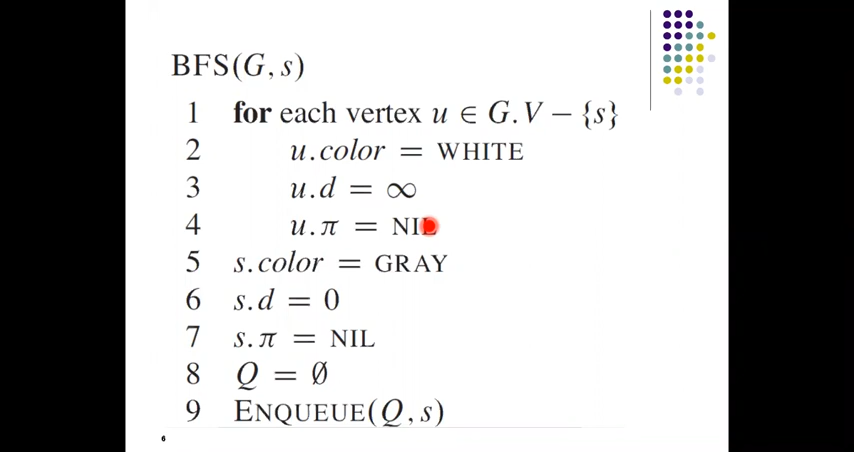 BFS(G, s)
1 for each vertex u ∈ G.V − {s}
2 u.color = WHITE
3 u.d = ∞
4 u.π = NIL
5 s.color = GRAY
6 s.d = 0
7 s.π = NIL
8 Q = ∅
9 ENQUEUE(Q, s)
6